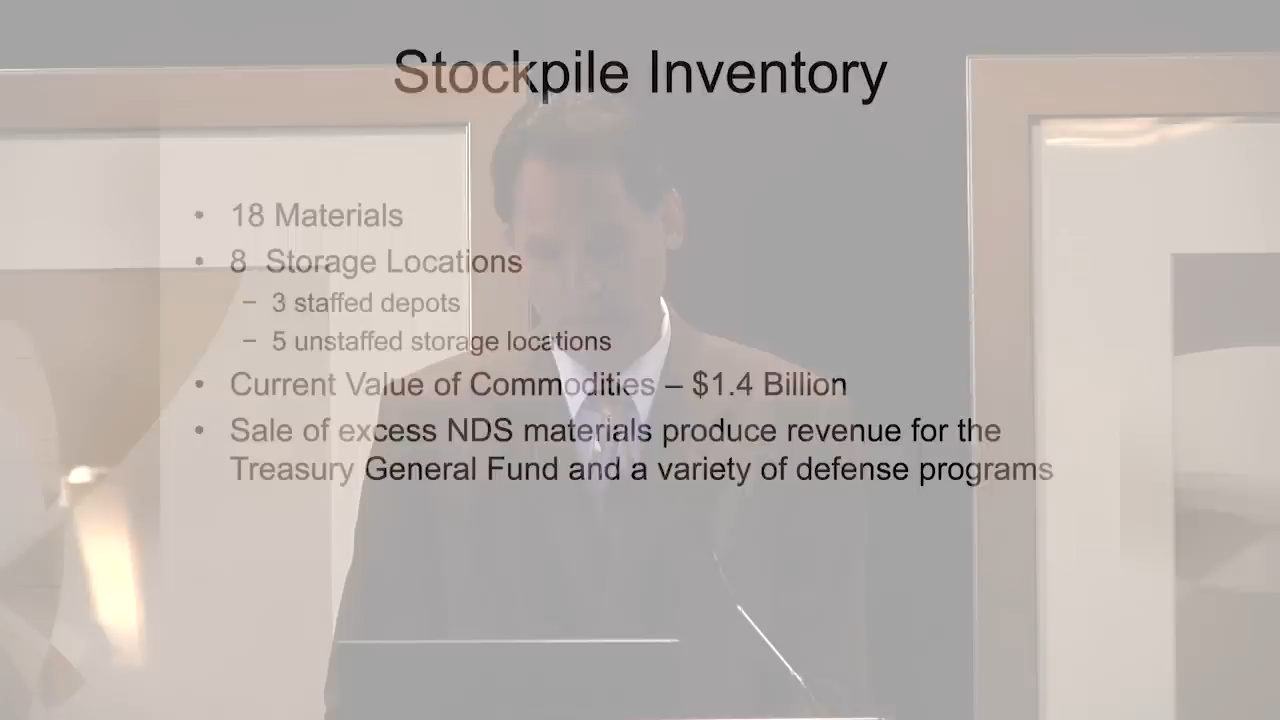 Stockpile Inventory
• 18 Materials
• 8 Storage Locations
– 3 staffed depots
– 5 unstaffed storage locations
• Current Value of Commodities – $1.4 Billion
• Sale of excess NDS materials produce revenue for the
Treasury General Fund and a variety of defense programs